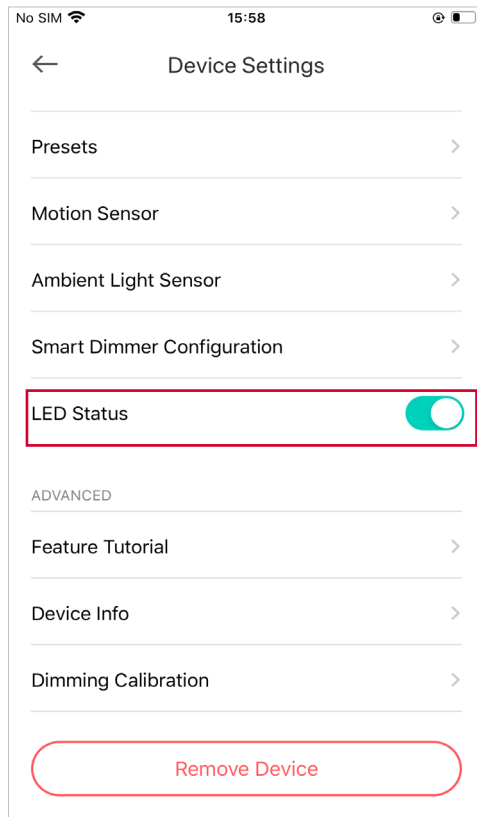 No SIM 15:58
Device Settings
Presets
Motion Sensor
Ambient Light Sensor
Smart Dimmer Configuration
LED Status
ADVANCED
Feature Tutorial
Device Info
Dimming Calibration
Remove Device